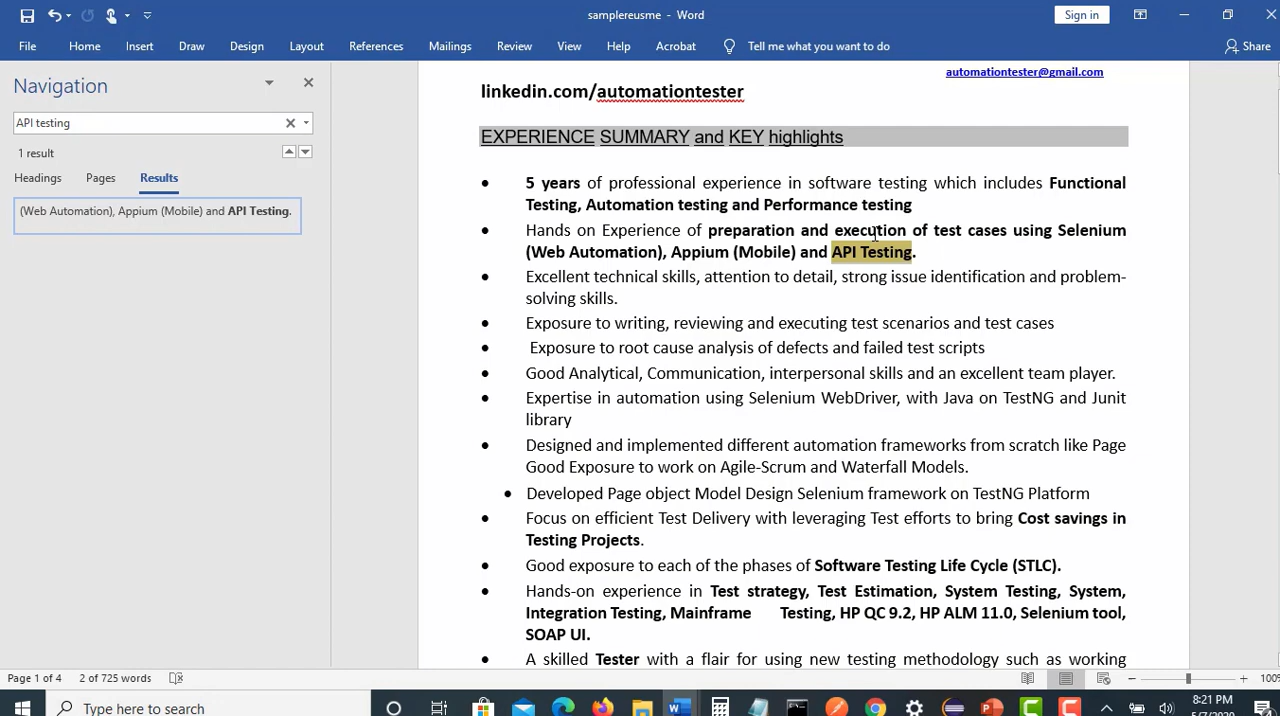 samplereusme - Word
Sign in
File Home Insert Draw Design Layout References Mailings Review View Help Acrobat Tell me what you want to do Share
Navigation
API testing
1 result
Headings Pages Results
(Web Automation), Appium (Mobile) and API Testing.
automationtester@gmail.com
linkedin.com/automationtester
EXPERIENCE SUMMARY and KEY highlights
• 5 years of professional experience in software testing which includes Functional
Testing, Automation testing and Performance testing
• Hands on Experience of preparation and execution of test cases using Selenium
(Web Automation), Appium (Mobile) and API Testing.
• Excellent technical skills, attention to detail, strong issue identification and problem-
solving skills.
• Exposure to writing, reviewing and executing test scenarios and test cases
• Exposure to root cause analysis of defects and failed test scripts
• Good Analytical, Communication, interpersonal skills and an excellent team player.
• Expertise in automation using Selenium WebDriver, with Java on TestNG and Junit
library
• Designed and implemented different automation frameworks from scratch like Page
Good Exposure to work on Agile-Scrum and Waterfall Models.
• Developed Page object Model Design Selenium framework on TestNG Platform
• Focus on efficient Test Delivery with leveraging Test efforts to bring Cost savings in
Testing Projects.
• Good exposure to each of the phases of Software Testing Life Cycle (STLC).
• Hands-on experience in Test strategy, Test Estimation, System Testing, System,
Integration Testing, Mainframe Testing, HP QC 9.2, HP ALM 11.0, Selenium tool,
SOAP UI.
• A skilled Tester with a flair for using new testing methodology such as working
Page 1 of 4 2 of 725 words 100%
Type here to search
8:21 PM
5/7/2020